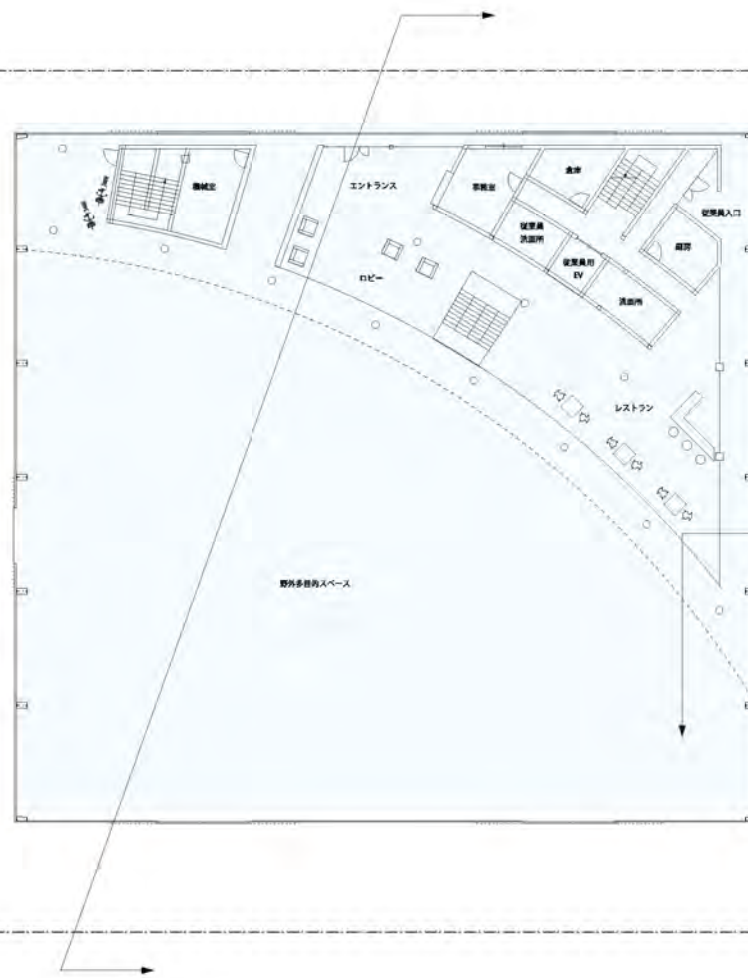 機械室
エントランス
事務室
倉庫
従業員入口
従業員
洗面所
従業員用
EV
厨房
洗面所
ロビー
レストラン
野外多目的スペース